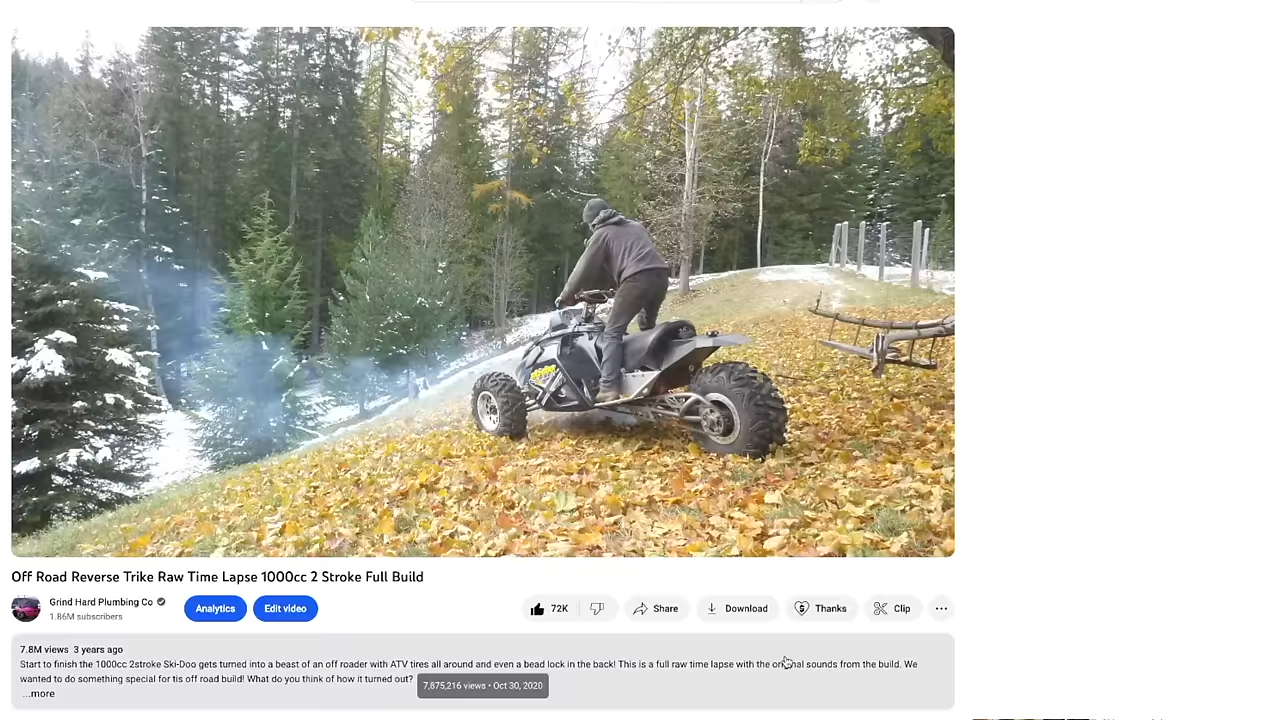 Off Road Reverse Trike Raw Time Lapse 1000cc 2 Stroke Full Build
Grind Hard Plumbing Co
1.86M subscribers
Analytics
Edit video
72K
Share
Download
Thanks
Clip
7.8M views 3 years ago
Start to finish the 1000cc 2stroke Ski-Doo gets turned into a beast of an off roader with ATV tires all around and even a bead lock in the back! This is a full raw time lapse with the sounds from the build. We
wanted to do something special for tis off road build! What do you think of how it turned out?
7,875,216 views • Oct 30, 2020
...more